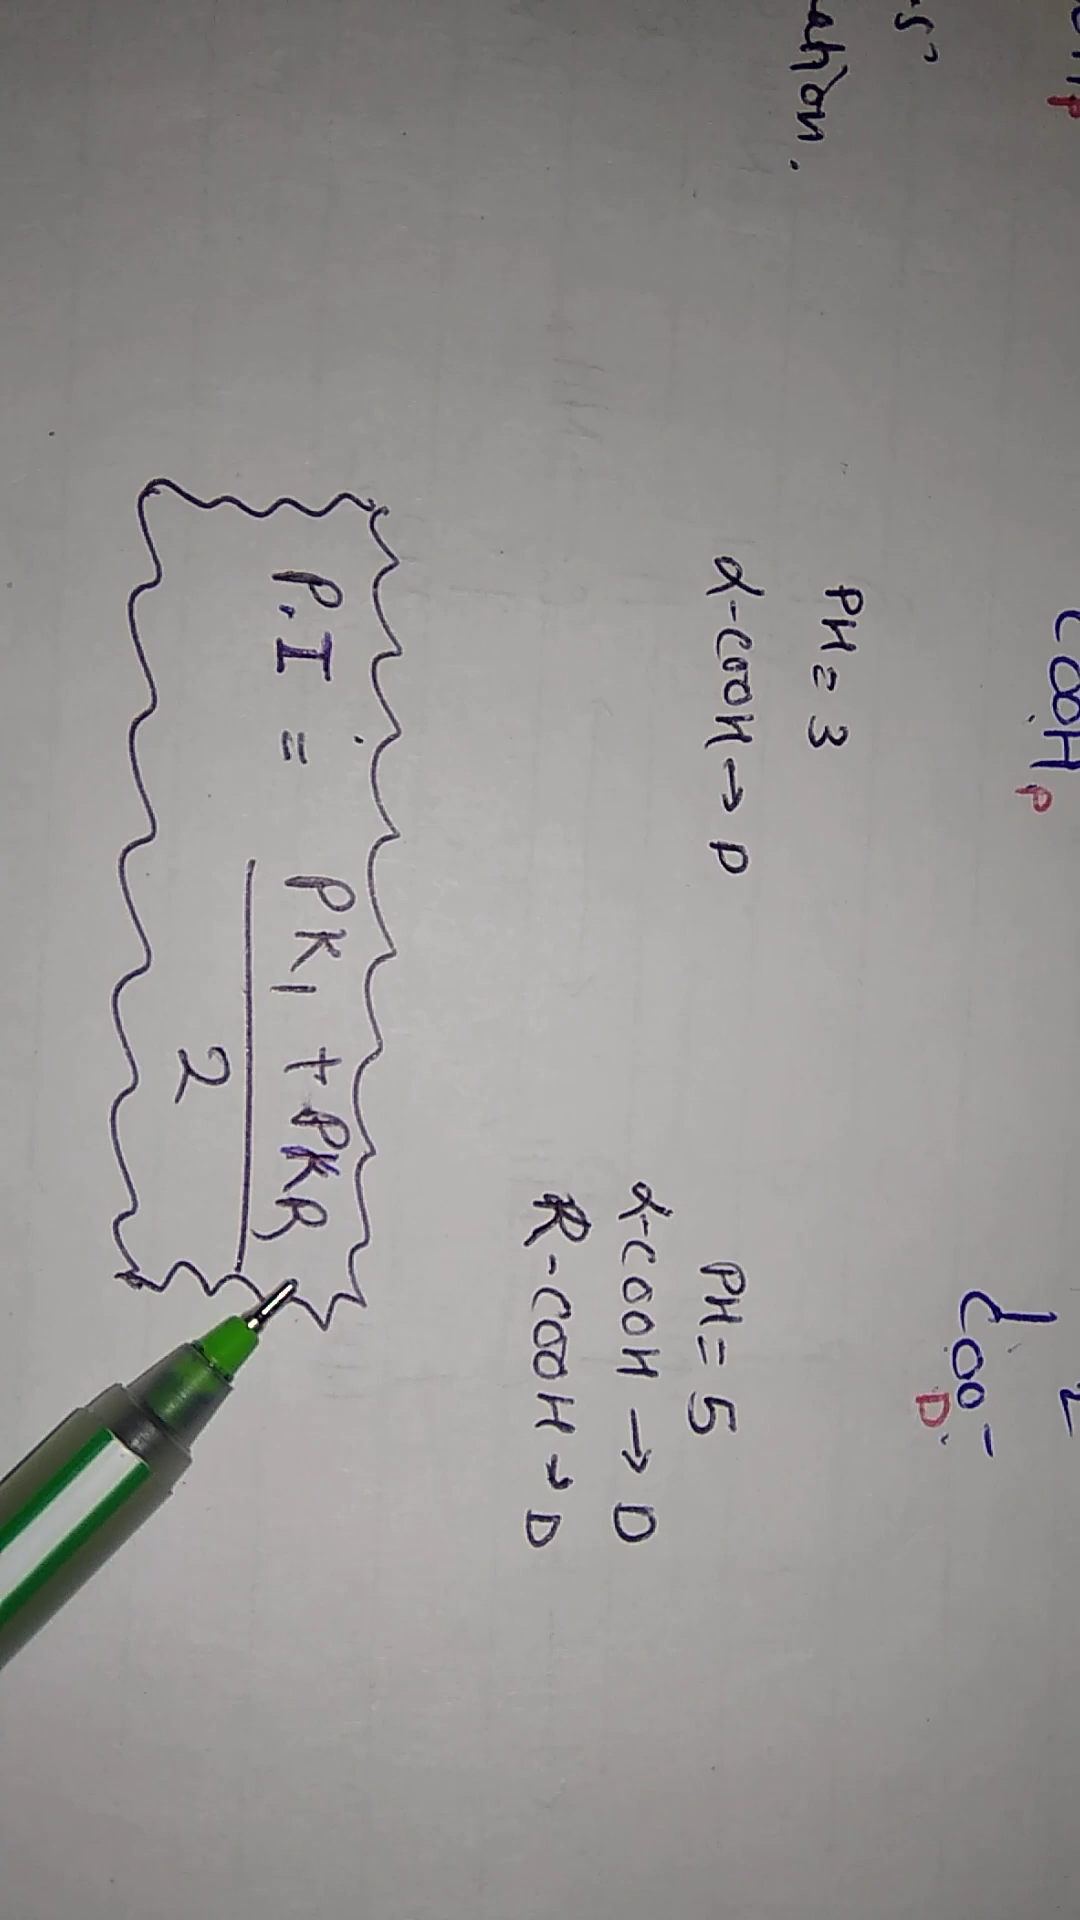 ation.
COOH
P
COO⁻
D
PH = 3
α-COOH → P
PH = 5
α-COOH → D
R-COOH → D
P.I = PK1 + PKR
2